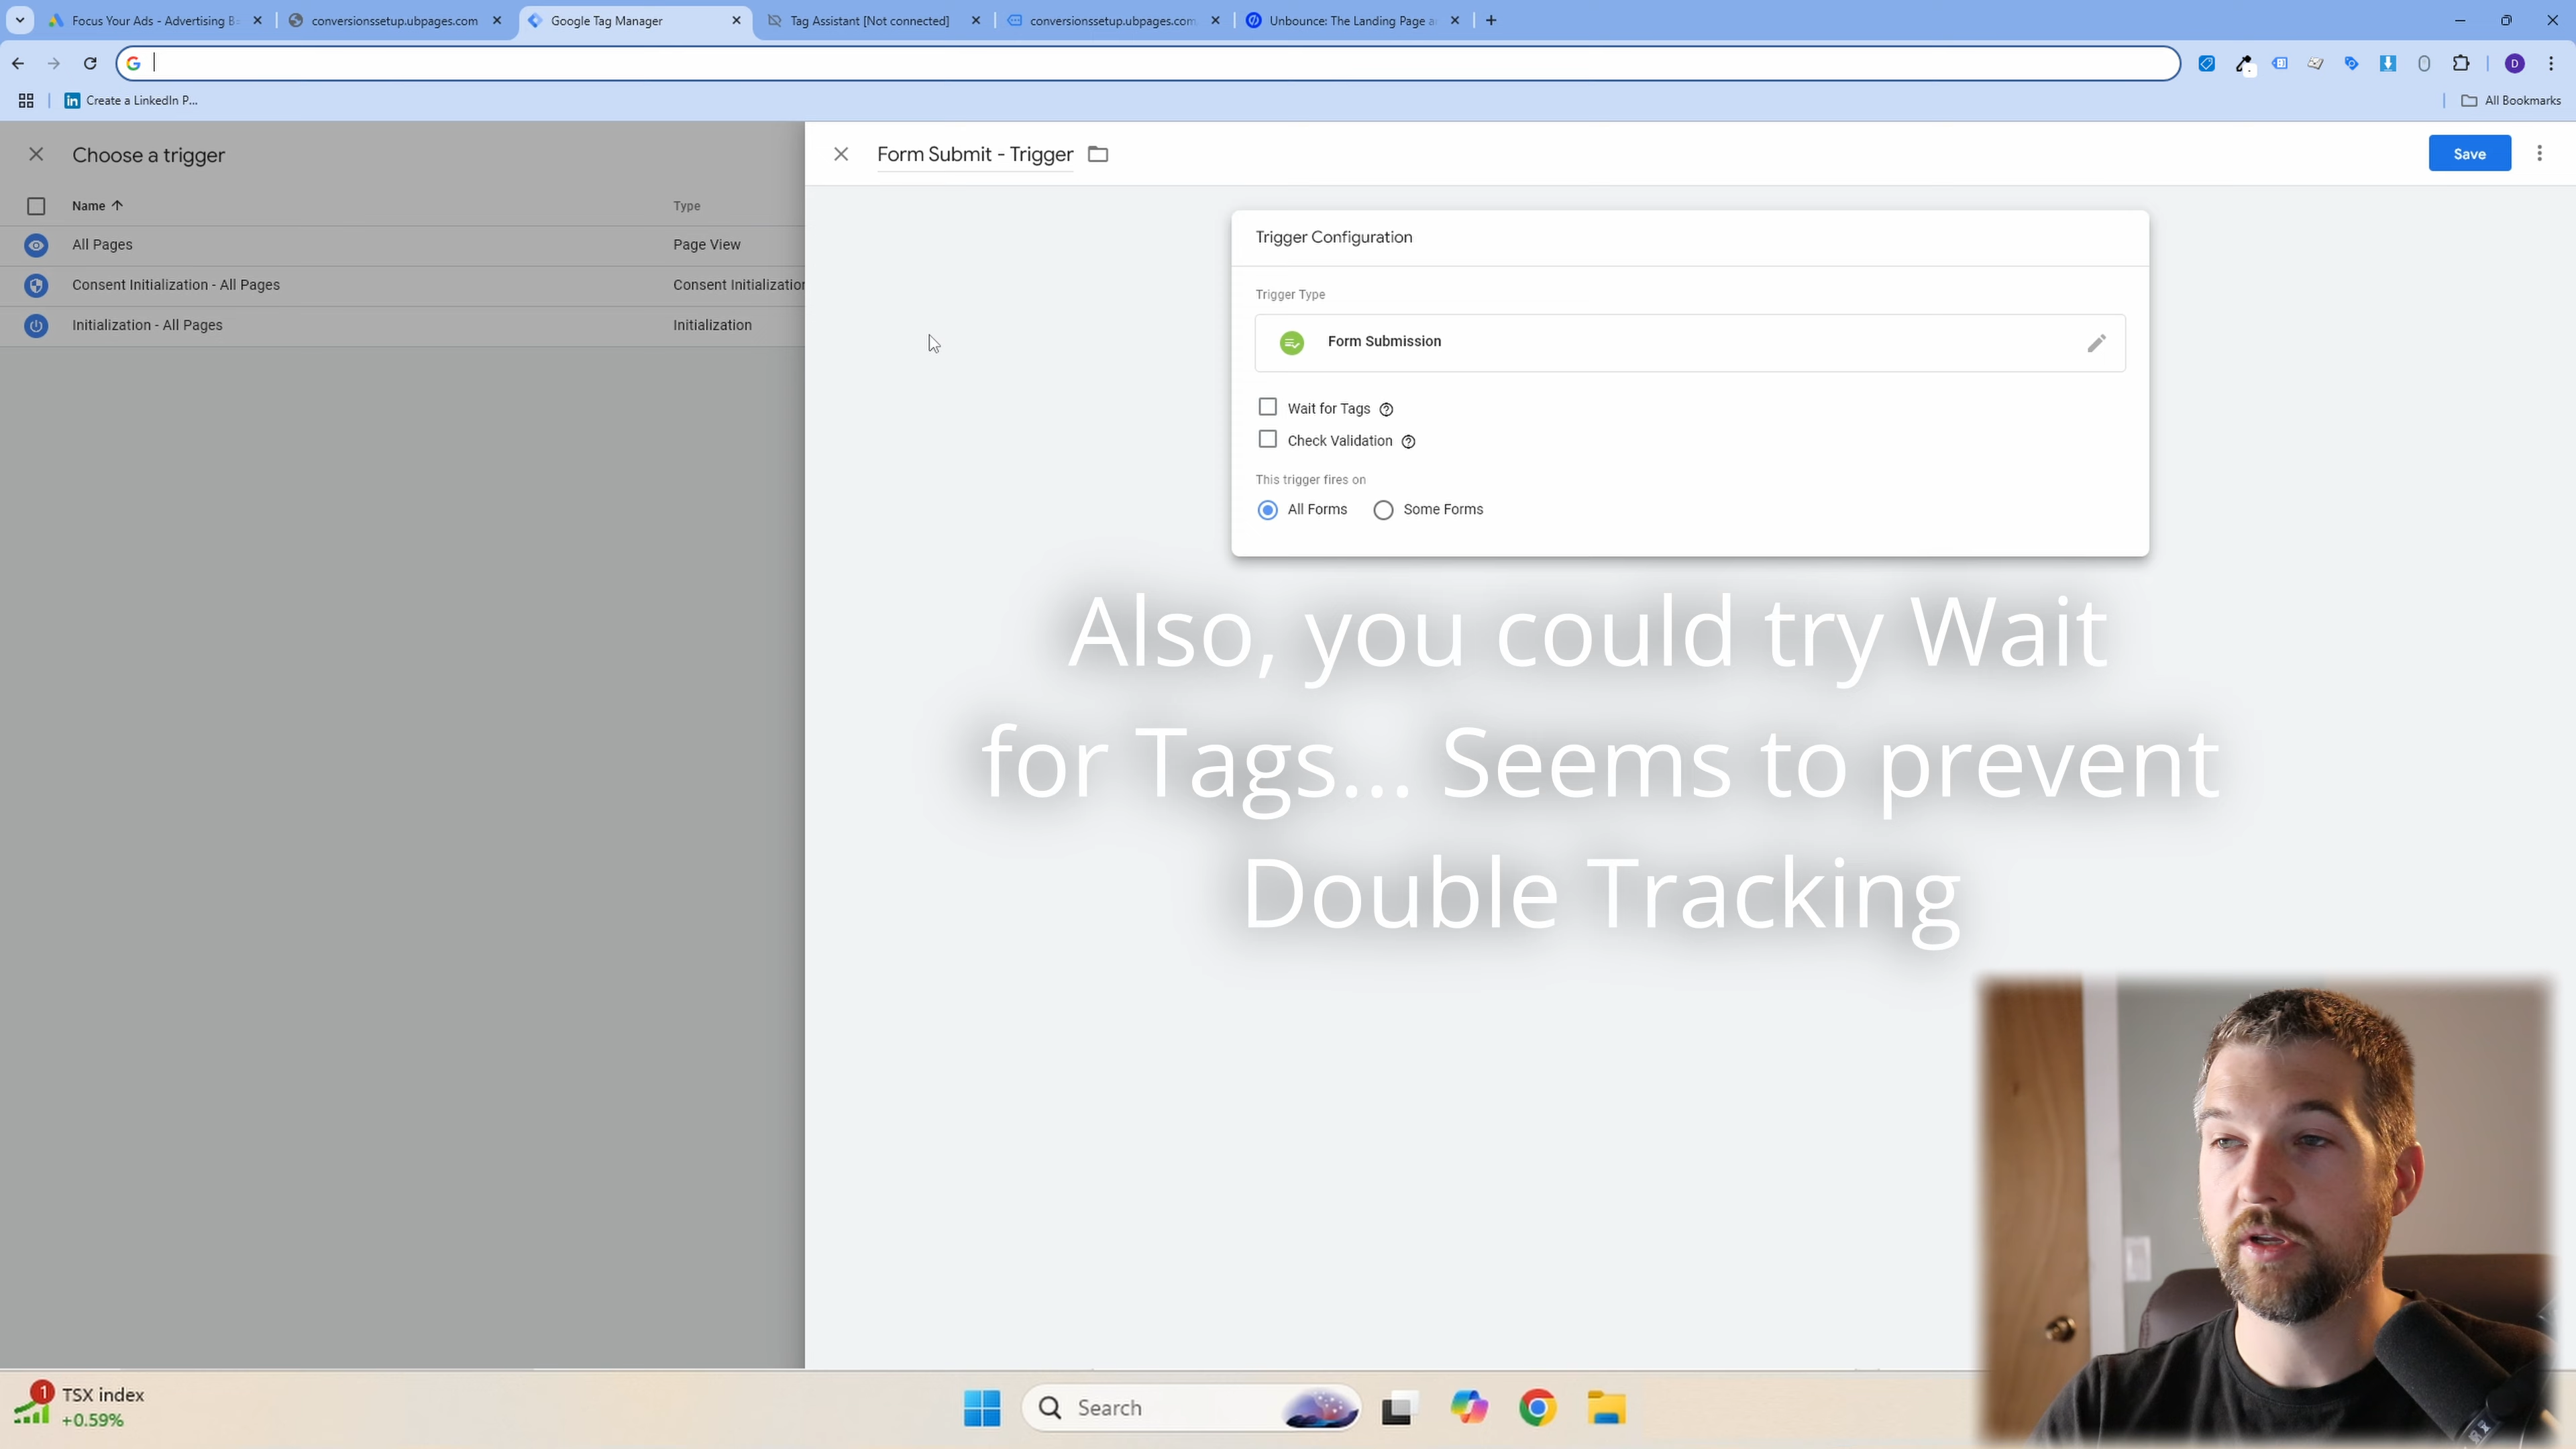 Focus Your Ads - Advertising B
conversionssetup.ubpages.com
Google Tag Manager
Tag Assistant [Not connected]
conversionssetup.ubpages.com
Unbounce: The Landing Page a
Create a LinkedIn P...
All Bookmarks
D
Choose a trigger
Name
Type
All Pages
Page View
Consent Initialization - All Pages
Consent Initialization
Initialization - All Pages
Initialization
Form Submit - Trigger
Save
Trigger Configuration
Trigger Type
Form Submission
Wait for Tags
Check Validation
This trigger fires on
All Forms
Some Forms
Also, you could try Wait
for Tags... Seems to prevent
Double Tracking
1
TSX index
+0.59%
Search